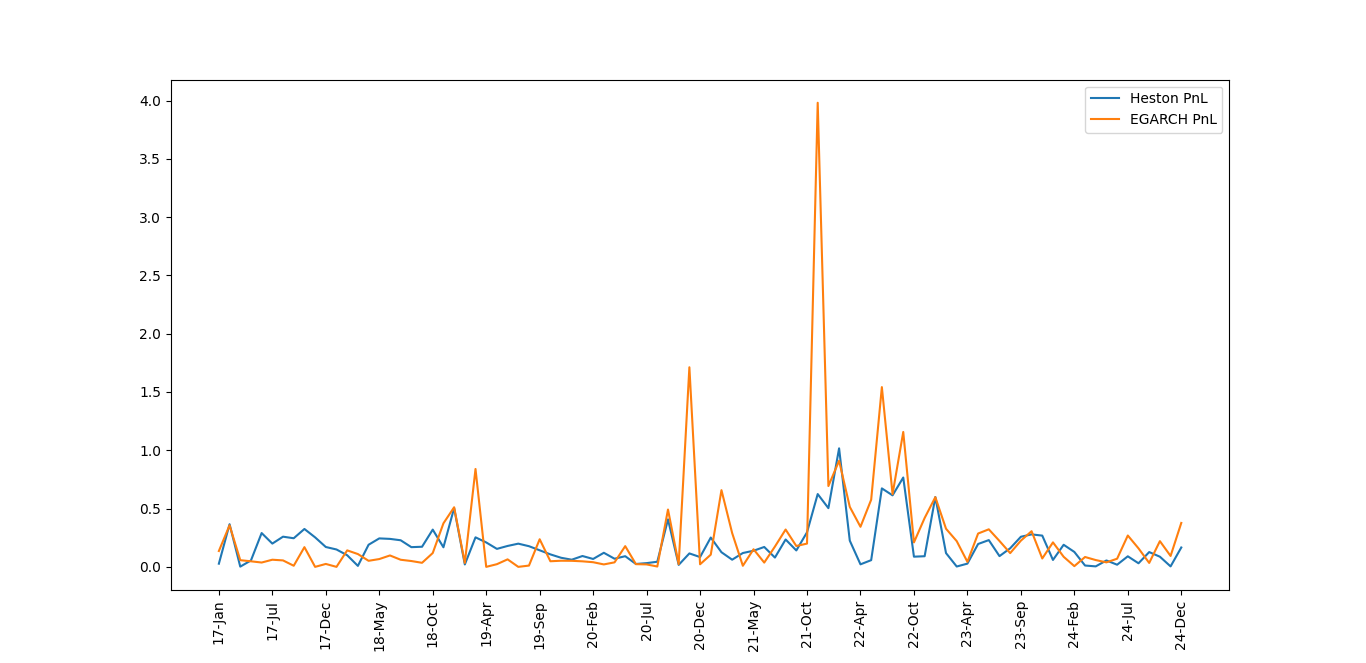 Heston PnL
EGARCH PnL
4.0
3.5
3.0
2.5
2.0
1.5
1.0
0.5
0.0
17-Jan
17-Jul
17-Dec
18-May
18-Oct
19-Apr
19-Sep
20-Feb
20-Jul
20-Dec
21-May
21-Oct
22-Apr
22-Oct
23-Apr
23-Sep
24-Feb
24-Jul
24-Dec